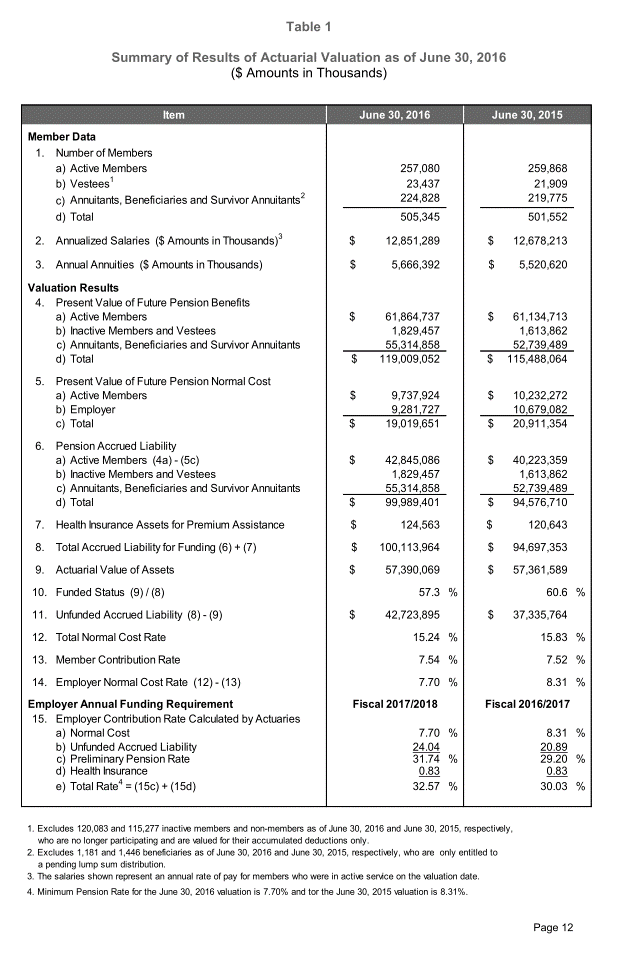 Table 1
Summary of Results of Actuarial Valuation as of June 30, 2016
($ Amounts in Thousands)
Item June 30, 2016 June 30, 2015
Member Data
1. Number of Members
a) Active Members 257,080 259,868
b) Vestees1 23,437 21,909
c) Annuitants, Beneficiaries and Survivor Annuitants2 224,828 219,775
d) Total 505,345 501,552
2. Annualized Salaries ($ Amounts in Thousands)3 $ 12,851,289 $ 12,678,213
3. Annual Annuities ($ Amounts in Thousands) $ 5,666,392 $ 5,520,620
Valuation Results
4. Present Value of Future Pension Benefits
a) Active Members $ 61,864,737 $ 61,134,713
b) Inactive Members and Vestees 1,829,457 1,613,862
c) Annuitants, Beneficiaries and Survivor Annuitants 55,314,858 52,739,489
d) Total $ 119,009,052 $ 115,488,064
5. Present Value of Future Pension Normal Cost
a) Active Members $ 9,737,924 $ 10,232,272
b) Employer 9,281,727 10,679,082
c) Total $ 19,019,651 $ 20,911,354
6. Pension Accrued Liability
a) Active Members (4a) - (5c) $ 42,845,086 $ 40,223,359
b) Inactive Members and Vestees 1,829,457 1,613,862
c) Annuitants, Beneficiaries and Survivor Annuitants 55,314,858 52,739,489
d) Total $ 99,989,401 $ 94,576,710
7. Health Insurance Assets for Premium Assistance $ 124,563 $ 120,643
8. Total Accrued Liability for Funding (6) + (7) $ 100,113,964 $ 94,697,353
9. Actuarial Value of Assets $ 57,390,069 $ 57,361,589
10. Funded Status (9) / (8) 57.3 % 60.6 %
11. Unfunded Accrued Liability (8) - (9) $ 42,723,895 $ 37,335,764
12. Total Normal Cost Rate 15.24 % 15.83 %
13. Member Contribution Rate 7.54 % 7.52 %
14. Employer Normal Cost Rate (12) - (13) 7.70 % 8.31 %
Employer Annual Funding Requirement Fiscal 2017/2018 Fiscal 2016/2017
15. Employer Contribution Rate Calculated by Actuaries
a) Normal Cost 7.70 % 8.31 %
b) Unfunded Accrued Liability 24.04 20.89
c) Preliminary Pension Rate 31.74 % 29.20 %
d) Health Insurance 0.83 0.83
e) Total Rate4 = (15c) + (15d) 32.57 % 30.03 %
1. Excludes 120,083 and 115,277 inactive members and non-members as of June 30, 2016 and June 30, 2015, respectively,
who are no longer participating and are valued for their accumulated deductions only.
2. Excludes 1,181 and 1,446 beneficiaries as of June 30, 2016 and June 30, 2015, respectively, who are only entitled to
a pending lump sum distribution.
3. The salaries shown represent an annual rate of pay for members who were in active service on the valuation date.
4. Minimum Pension Rate for the June 30, 2016 valuation is 7.70% and tor the June 30, 2015 valuation is 8.31%.
Page 12